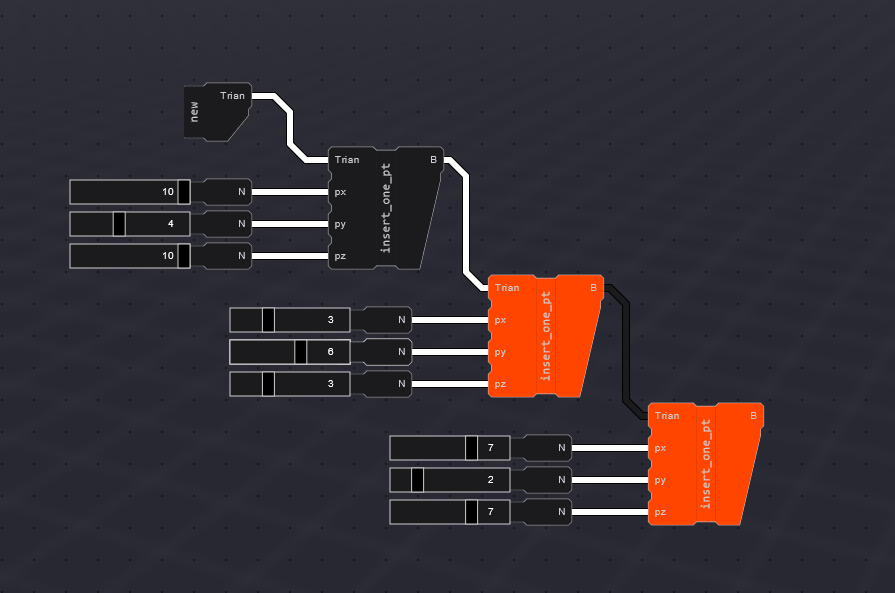 new
Trian
Trian
B
insert_one_pt
10
N
px
4
N
py
10
N
pz
Trian
B
insert_one_pt
3
N
px
6
N
py
3
N
pz
Trian
B
insert_one_pt
7
N
px
2
N
py
7
N
pz